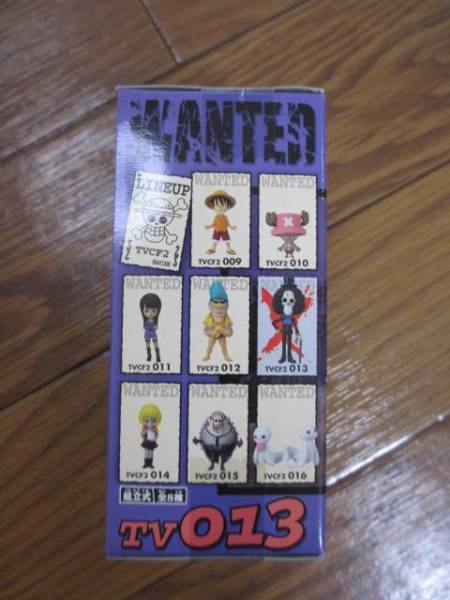 WANTED
LINEUP
TVCF2
MARINE
WANTED
TVCF2 009
WANTED
TVCF2 010
WANTED
TVCF2 011
WANTED
TVCF2 012
TVCF2 013
WANTED
TVCF2 014
WANTED
TVCF2 015
WANTED
TVCF2 016
組立式 全8種
TV013